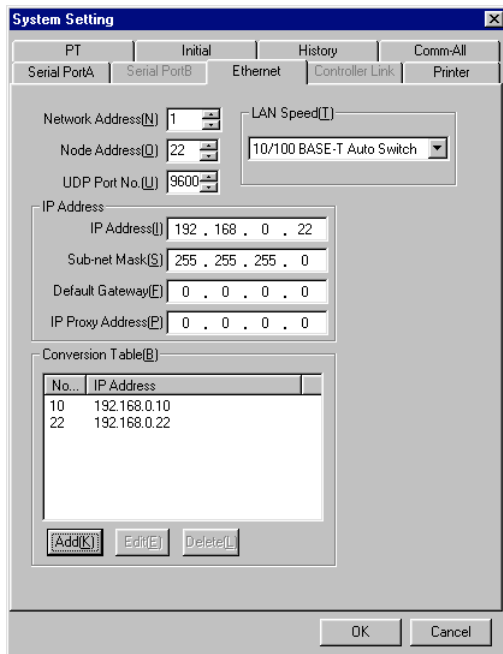 System Setting
PT Initial History Comm-All
Serial PortA Serial PortB Ethernet Controller Link Printer
Network Address(N) 1
LAN Speed(T)
Node Address(O) 22
10/100 BASE-T Auto Switch
UDP Port No.(U) 9600
IP Address
IP Address(I) 192 . 168 . 0 . 22
Sub-net Mask(S) 255 . 255 . 255 . 0
Default Gateway(F) 0 . 0 . 0 . 0
IP Proxy Address(P) 0 . 0 . 0 . 0
Conversion Table(B)
No... IP Address
10 192.168.0.10
22 192.168.0.22
Add(K) Edit(E) Delete(L)
OK Cancel